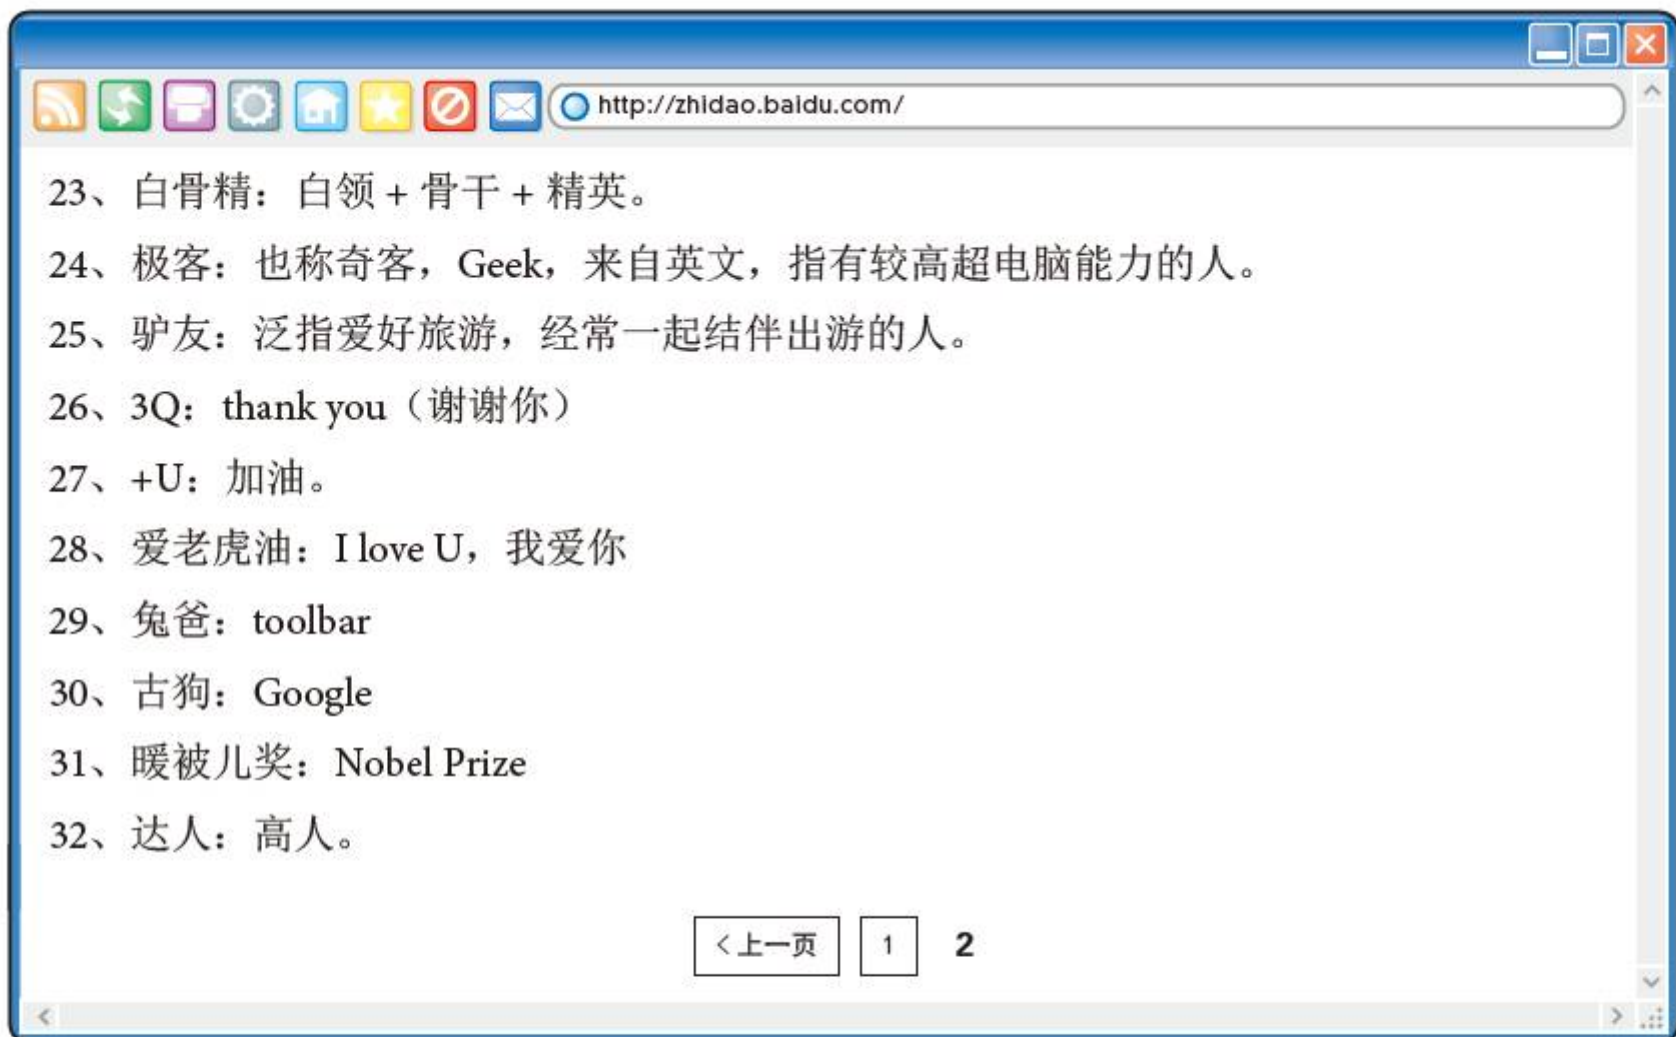 http://zhidao.baidu.com/
23、白骨精：白领 + 骨干 + 精英。
24、极客：也称奇客，Geek，来自英文，指有较高超电脑能力的人。
25、驴友：泛指爱好旅游，经常一起结伴出游的人。
26、3Q：thank you（谢谢你）
27、+U：加油。
28、爱老虎油：I love U，我爱你
29、兔爸：toolbar
30、古狗：Google
31、暖被儿奖：Nobel Prize
32、达人：高人。
<上一页 1 2